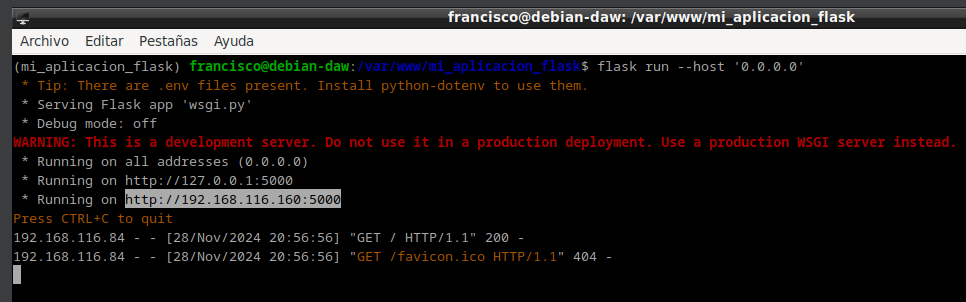 francisco@debian-daw: /var/www/mi_aplicacion_flask
Archivo Editar Pestañas Ayuda
(mi_aplicacion_flask) francisco@debian-daw:/var/www/mi_aplicacion_flask$ flask run --host '0.0.0.0'
* Tip: There are .env files present. Install python-dotenv to use them.
* Serving Flask app 'wsgi.py'
* Debug mode: off
WARNING: This is a development server. Do not use it in a production deployment. Use a production WSGI server instead.
* Running on all addresses (0.0.0.0)
* Running on http://127.0.0.1:5000
* Running on http://192.168.116.160:5000
Press CTRL+C to quit
192.168.116.84 - - [28/Nov/2024 20:56:56] "GET / HTTP/1.1" 200 -
192.168.116.84 - - [28/Nov/2024 20:56:56] "GET /favicon.ico HTTP/1.1" 404 -